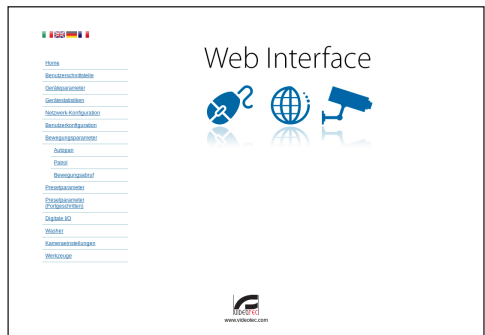 Web Interface
Home
Benutzerschnittstelle
Geräteparameter
Gerätestatistiken
Netzwerk-Konfiguration
Benutzerkonfiguration
Bewegungsparameter
Autopan
Patrol
Bewegungsabruf
Presetparameter
Presetparameter
(Fortgeschritten)
Digitale I/O
Washer
Kameraeinstellungen
Werkzeuge
VIDEOTEC
www.videotec.com